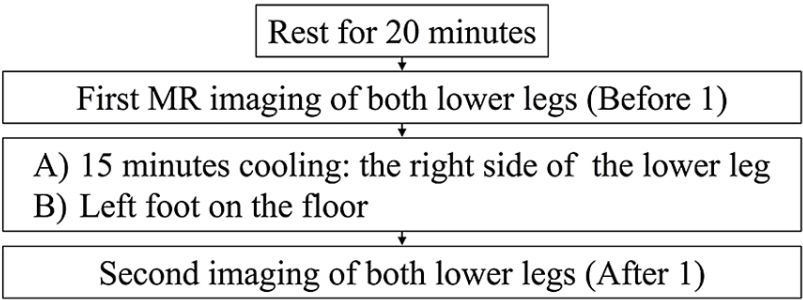 Rest for 20 minutes
First MR imaging of both lower legs (Before 1)
A) 15 minutes cooling: the right side of the lower leg
B) Left foot on the floor
Second imaging of both lower legs (After 1)